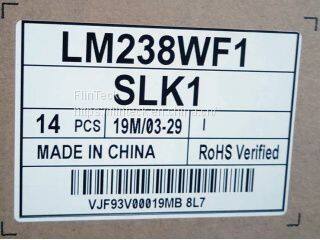 LM238WF1
SLK1
14 PCS 19M/03-29 I
MADE IN CHINA RoHS Verified
VJF93V00019MB 8L7